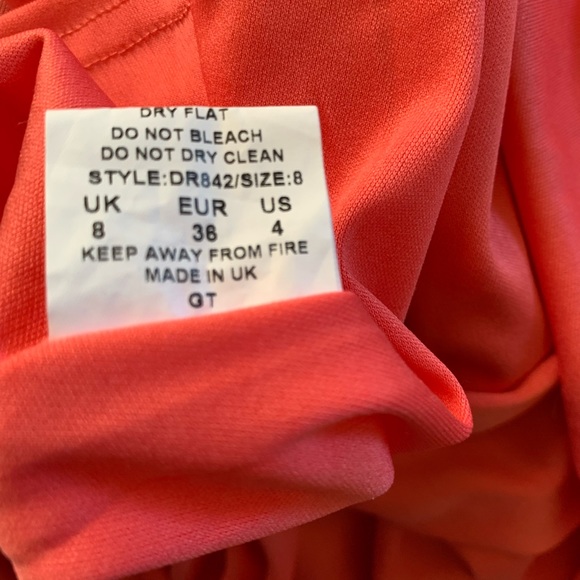 DRY FLAT
DO NOT BLEACH
DO NOT DRY CLEAN
STYLE:DR842/SIZE:8
UK EUR US
8 36 4
KEEP AWAY FROM FIRE
MADE IN UK
GT